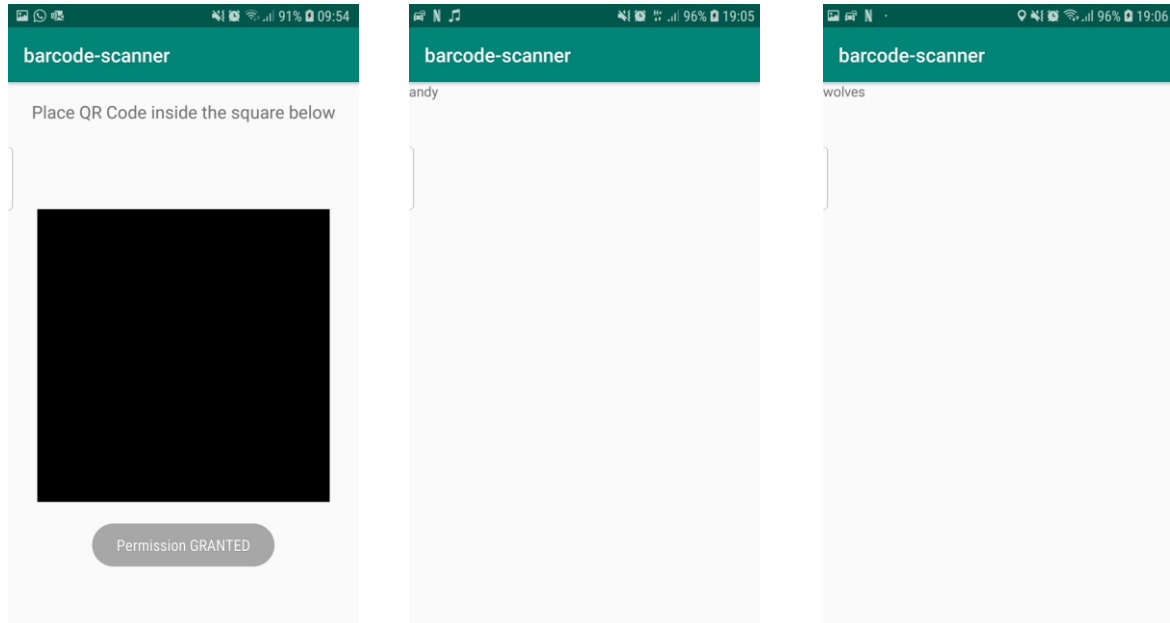 91% 09:54
barcode-scanner
Place QR Code inside the square below
Permission GRANTED
N 96% 19:05
barcode-scanner
andy
N 96% 19:06
barcode-scanner
wolves